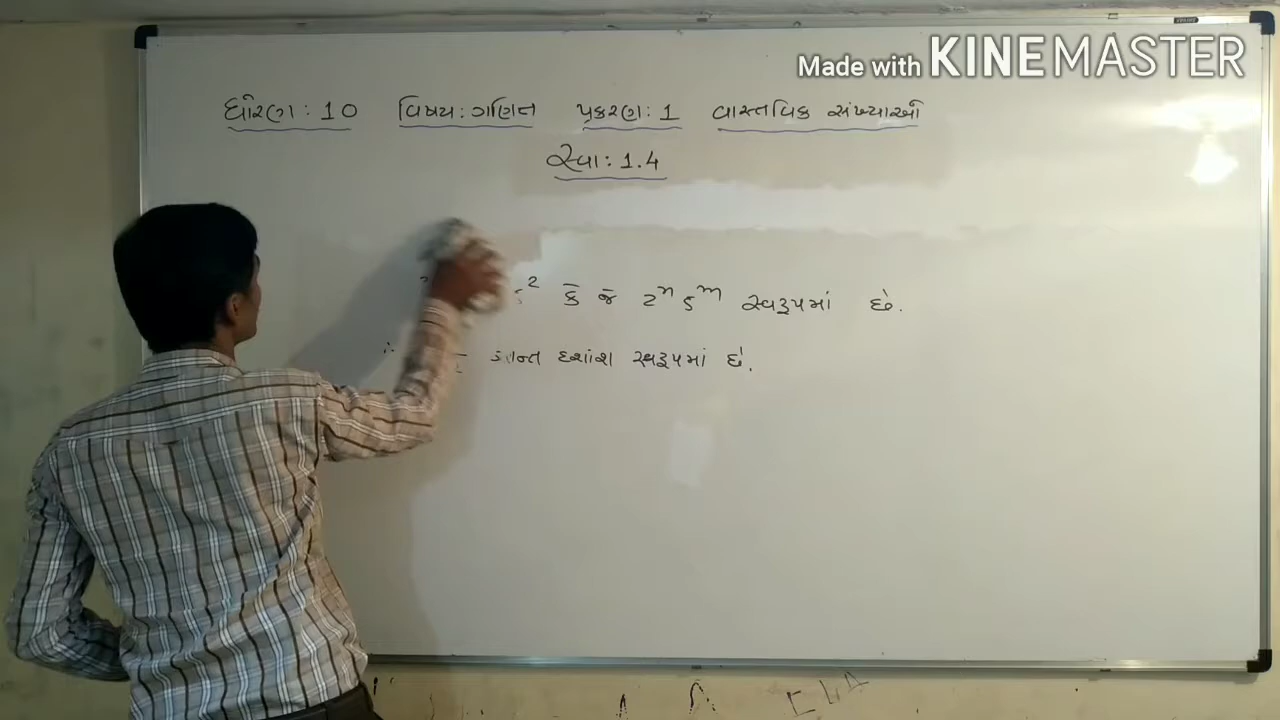 Made with KINEMASTER
ધોરણ : 10 વિષય : ગણિત પ્રકરણ : 1 વાસ્તવિક સંખ્યાઓ
સ્વા : 1.4
5² કે જે 2ⁿ 5ᵐ સ્વરૂપમાં છે.
∴ શાન્ત દશાંશ સ્વરૂપમાં છે.